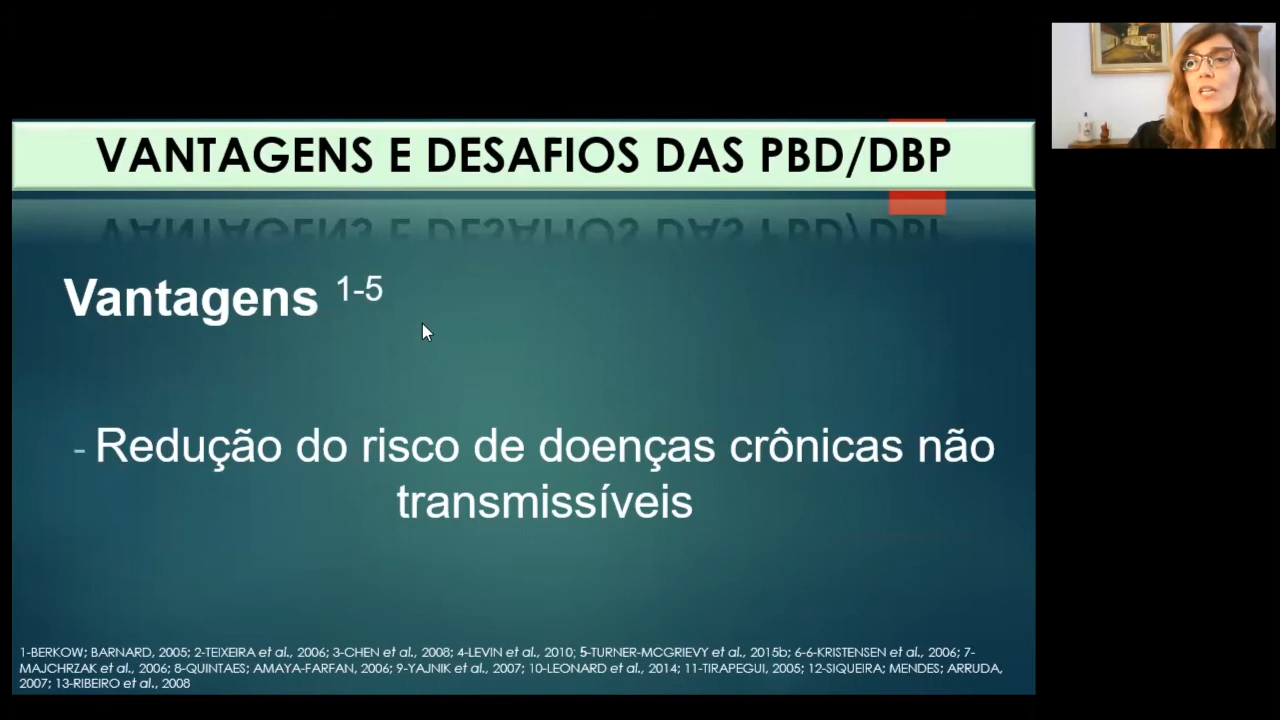 VANTAGENS E DESAFIOS DAS PBD/DBP
Vantagens 1-5
- Redução do risco de doenças crônicas não
transmissíveis
1-BERKOW; BARNARD, 2005; 2-TEIXEIRA et al., 2006; 3-CHEN et al., 2008; 4-LEVIN et al., 2010; 5-TURNER-MCGRIEVY et al., 2015b; 6-6-KRISTENSEN et al., 2006; 7-
MAJCHRZAK et al., 2006; 8-QUINTAES; AMAYA-FARFAN, 2006; 9-YAJNIK et al., 2007; 10-LEONARD et al., 2014; 11-TIRAPEGUI, 2005; 12-SIQUEIRA; MENDES; ARRUDA,
2007; 13-RIBEIRO et al., 2008